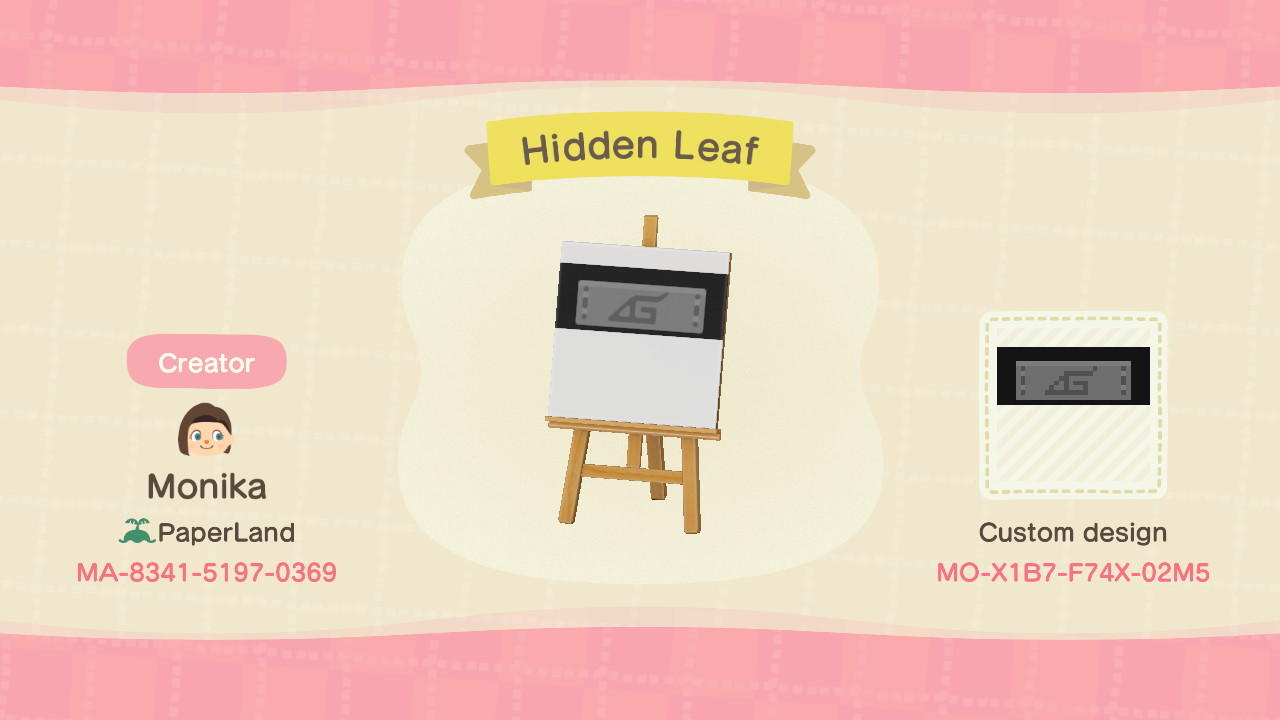 Hidden Leaf
Creator
Monika
PaperLand
MA-8341-5197-0369
Custom design
MO-X1B7-F74X-02M5